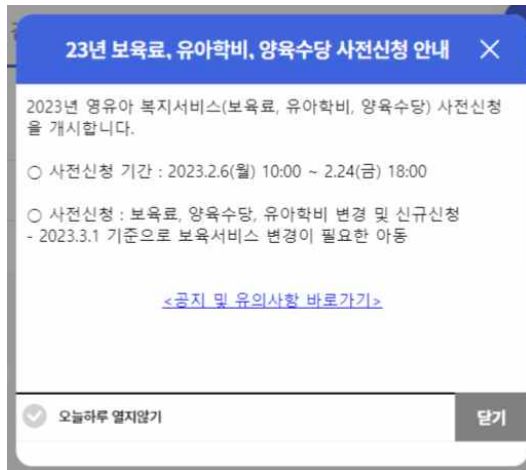 23년 보육료, 유아학비, 양육수당 사전신청 안내
2023년 영유아 복지서비스(보육료, 유아학비, 양육수당) 사전신청
을 개시합니다.
○ 사전신청 기간 : 2023.2.6(월) 10:00 ~ 2.24(금) 18:00
○ 사전신청 : 보육료, 양육수당, 유아학비 변경 및 신규신청
- 2023.3.1 기준으로 보육서비스 변경이 필요한 아동
<공지 및 유의사항 바로가기>
오늘하루 열지않기
닫기